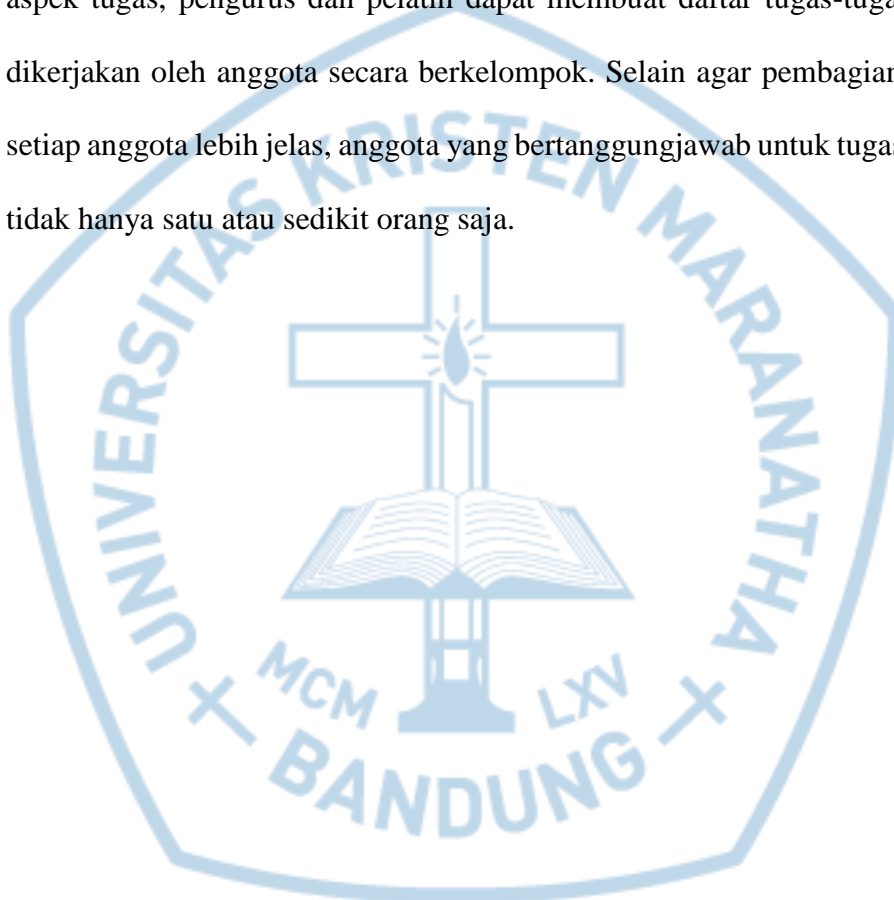 aspek tugas, pengurus dan pelatih dapat membuat daftar tugas-tuga
dikerjakan oleh anggota secara berkelompok. Selain agar pembagian
setiap anggota lebih jelas, anggota yang bertanggungjawab untuk tugas
tidak hanya satu atau sedikit orang saja.
UNIVERSITAS KRISTEN MARANATHA
MCM LXV
BANDUNG